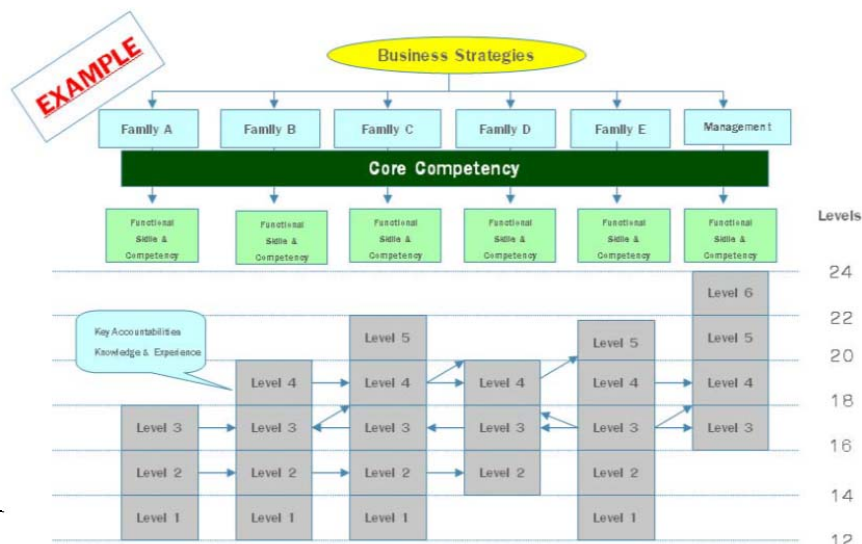 EXAMPLE
Business Strategies
Family A
Family B
Family C
Family D
Family E
Management
Core Competency
Functional
Skills &
Competency
Functional
Skills &
Competency
Functional
Skills &
Competency
Functional
Skills &
Competency
Functional
Skills &
Competency
Functional
Skills &
Competency
Levels
24
Level 6
22
Key Accountabilities
Knowledge & Experience
Level 5
Level 5
Level 5
20
Level 4
Level 4
Level 4
Level 4
Level 4
18
Level 3
Level 3
Level 3
Level 3
Level 3
Level 3
16
Level 2
Level 2
Level 2
Level 2
Level 2
14
Level 1
Level 1
Level 1
Level 1
12